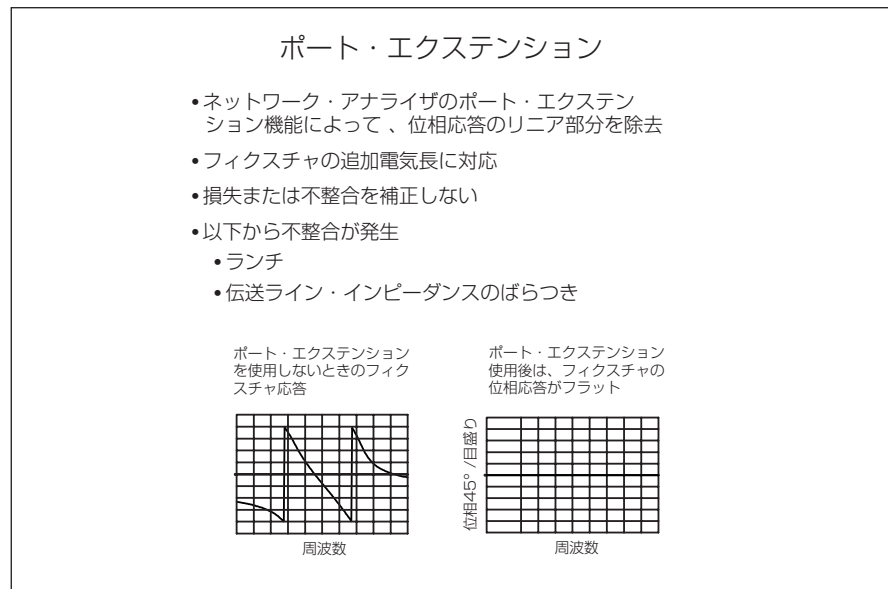 ポート・エクステンション
•ネットワーク・アナライザのポート・エクステン
ション機能によって 、位相応答のリニア部分を除去
•フィクスチャの追加電気長に対応
•損失または不整合を補正しない
•以下から不整合が発生
•ランチ
•伝送ライン・インピーダンスのばらつき
ポート・エクステンション
を使用しないときのフィク
スチャ応答
周波数
ポート・エクステンション
使用後は、フィクスチャの
位相応答がフラット
位相45° /目盛り
周波数